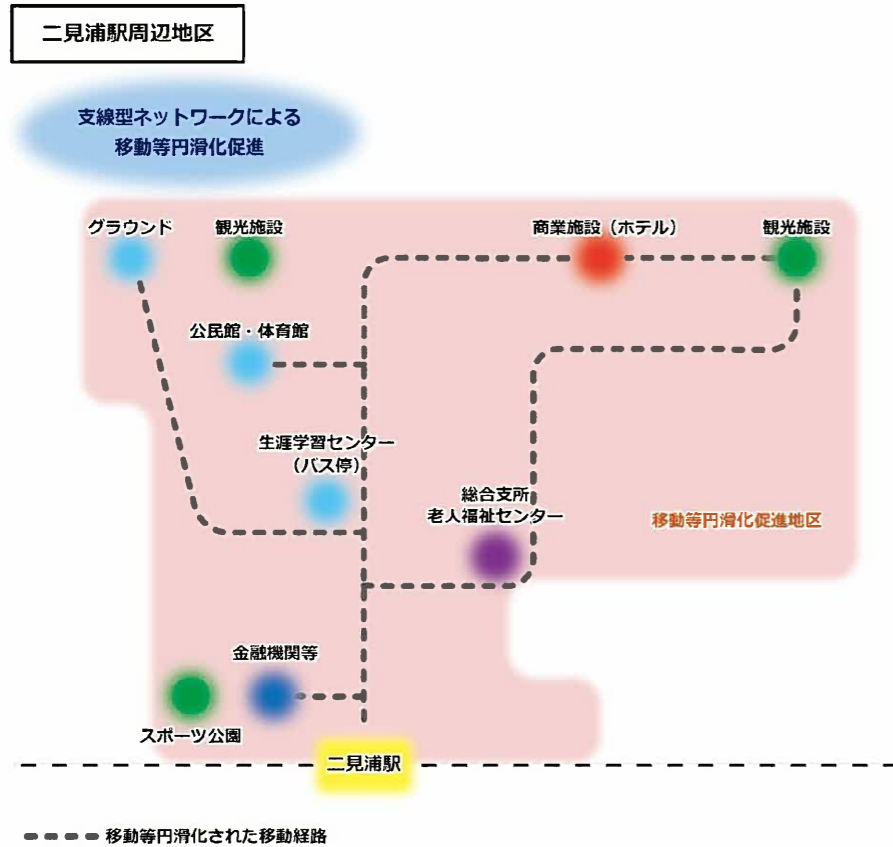 二見浦駅周辺地区
支線型ネットワークによる
移動等円滑化促進
グラウンド
観光施設
商業施設（ホテル）
観光施設
公民館・体育館
生涯学習センター
（バス停）
総合支所
老人福祉センター
移動等円滑化促進地区
金融機関等
スポーツ公園
二見浦駅
移動等円滑化された移動経路